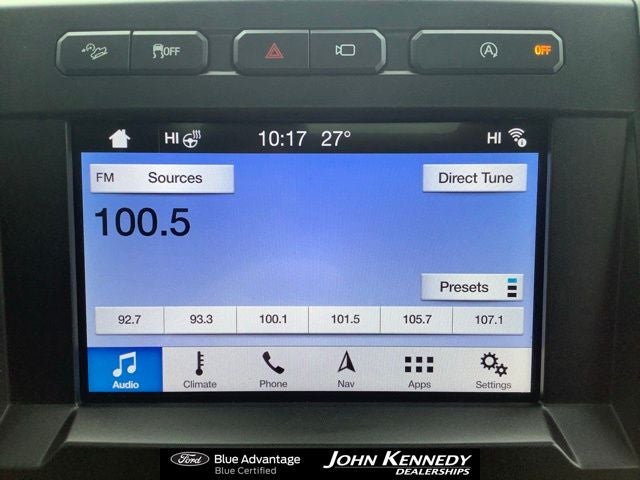 OFF
A
OFF
HI 10:17 27° HI
FM Sources
Direct Tune
100.5
Presets
92.7 93.3 100.1 101.5 105.7 107.1
Audio Climate Phone Nav Apps Settings
Ford Blue Advantage
Blue Certified
JOHN KENNEDY
DEALERSHIPS